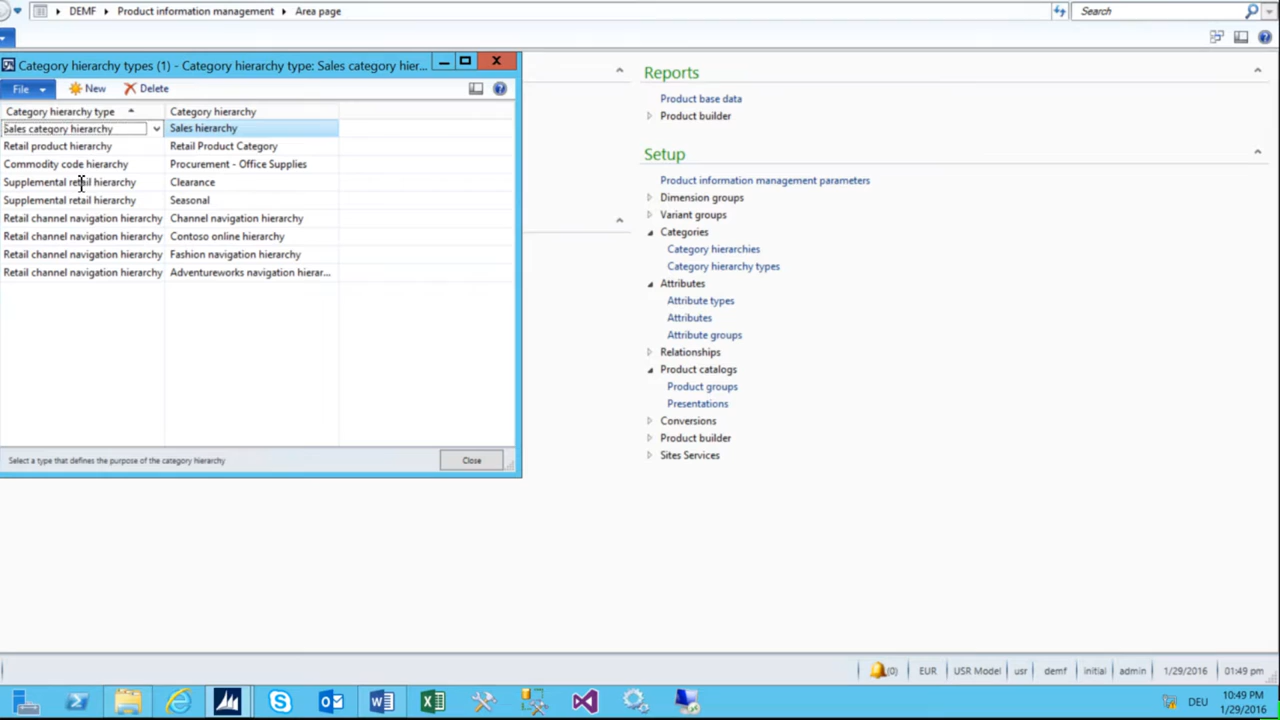 DEMF Product information management Area page
Search
Category hierarchy types (1) - Category hierarchy type: Sales category hier...
File New Delete
Category hierarchy type Category hierarchy
Sales category hierarchy Sales hierarchy
Retail product hierarchy Retail Product Category
Commodity code hierarchy Procurement - Office Supplies
Supplemental retail hierarchy Clearance
Supplemental retail hierarchy Seasonal
Retail channel navigation hierarchy Channel navigation hierarchy
Retail channel navigation hierarchy Contoso online hierarchy
Retail channel navigation hierarchy Fashion navigation hierarchy
Retail channel navigation hierarchy Adventureworks navigation hierar...
Select a type that defines the purpose of the category hierarchy
Close
Reports
Product base data
Product builder
Setup
Product information management parameters
Dimension groups
Variant groups
Categories
Category hierarchies
Category hierarchy types
Attributes
Attribute types
Attributes
Attribute groups
Relationships
Product catalogs
Product groups
Presentations
Conversions
Product builder
Sites Services
(0) EUR USR Model usr demf initial admin 1/29/2016 01:49 pm
DEU
10:49 PM
1/29/2016